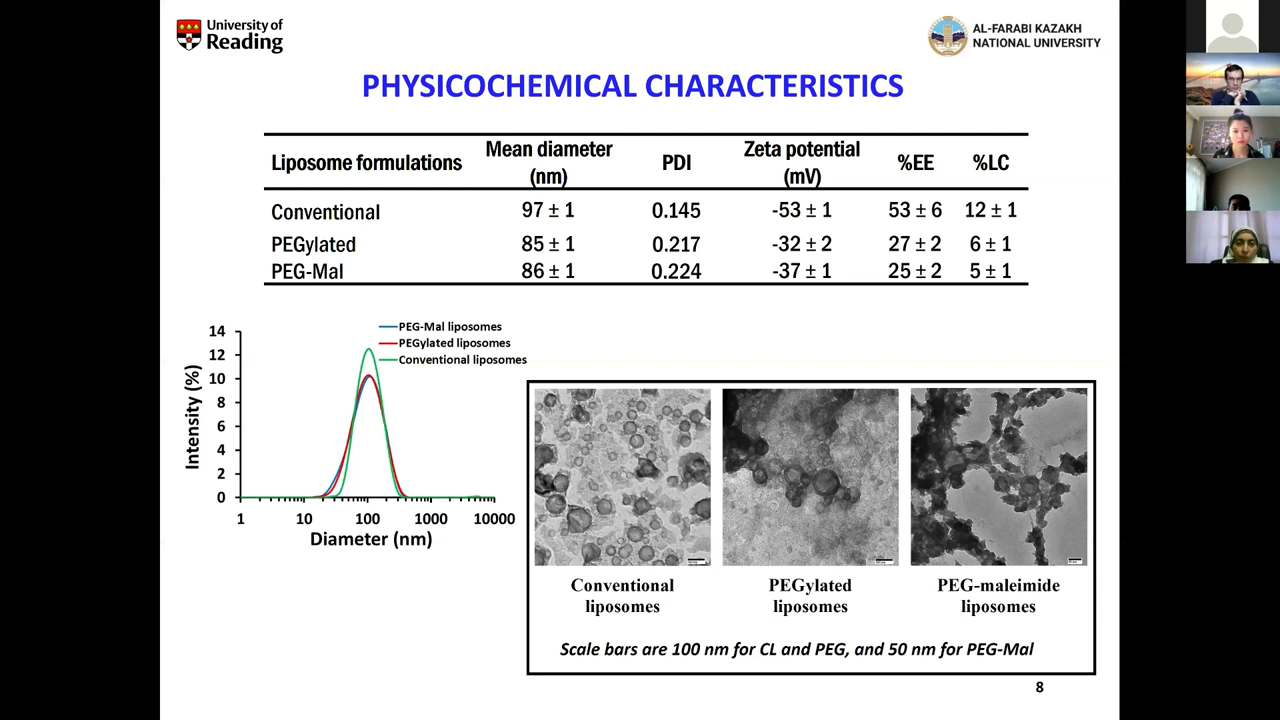 University of
Reading
AL-FARABI KAZAKH
NATIONAL UNIVERSITY
PHYSICOCHEMICAL CHARACTERISTICS
Liposome formulations Mean diameter (nm) PDI Zeta potential (mV) %EE %LC
Conventional 97 ± 1 0.145 -53 ± 1 53 ± 6 12 ± 1
PEGylated 85 ± 1 0.217 -32 ± 2 27 ± 2 6 ± 1
PEG-Mal 86 ± 1 0.224 -37 ± 1 25 ± 2 5 ± 1
PEG-Mal liposomes
PEGylated liposomes
Conventional liposomes
Intensity (%)
14
12
10
8
6
4
2
0
1 10 100 1000 10000
Diameter (nm)
Conventional
liposomes
PEGylated
liposomes
PEG-maleimide
liposomes
Scale bars are 100 nm for CL and PEG, and 50 nm for PEG-Mal
8